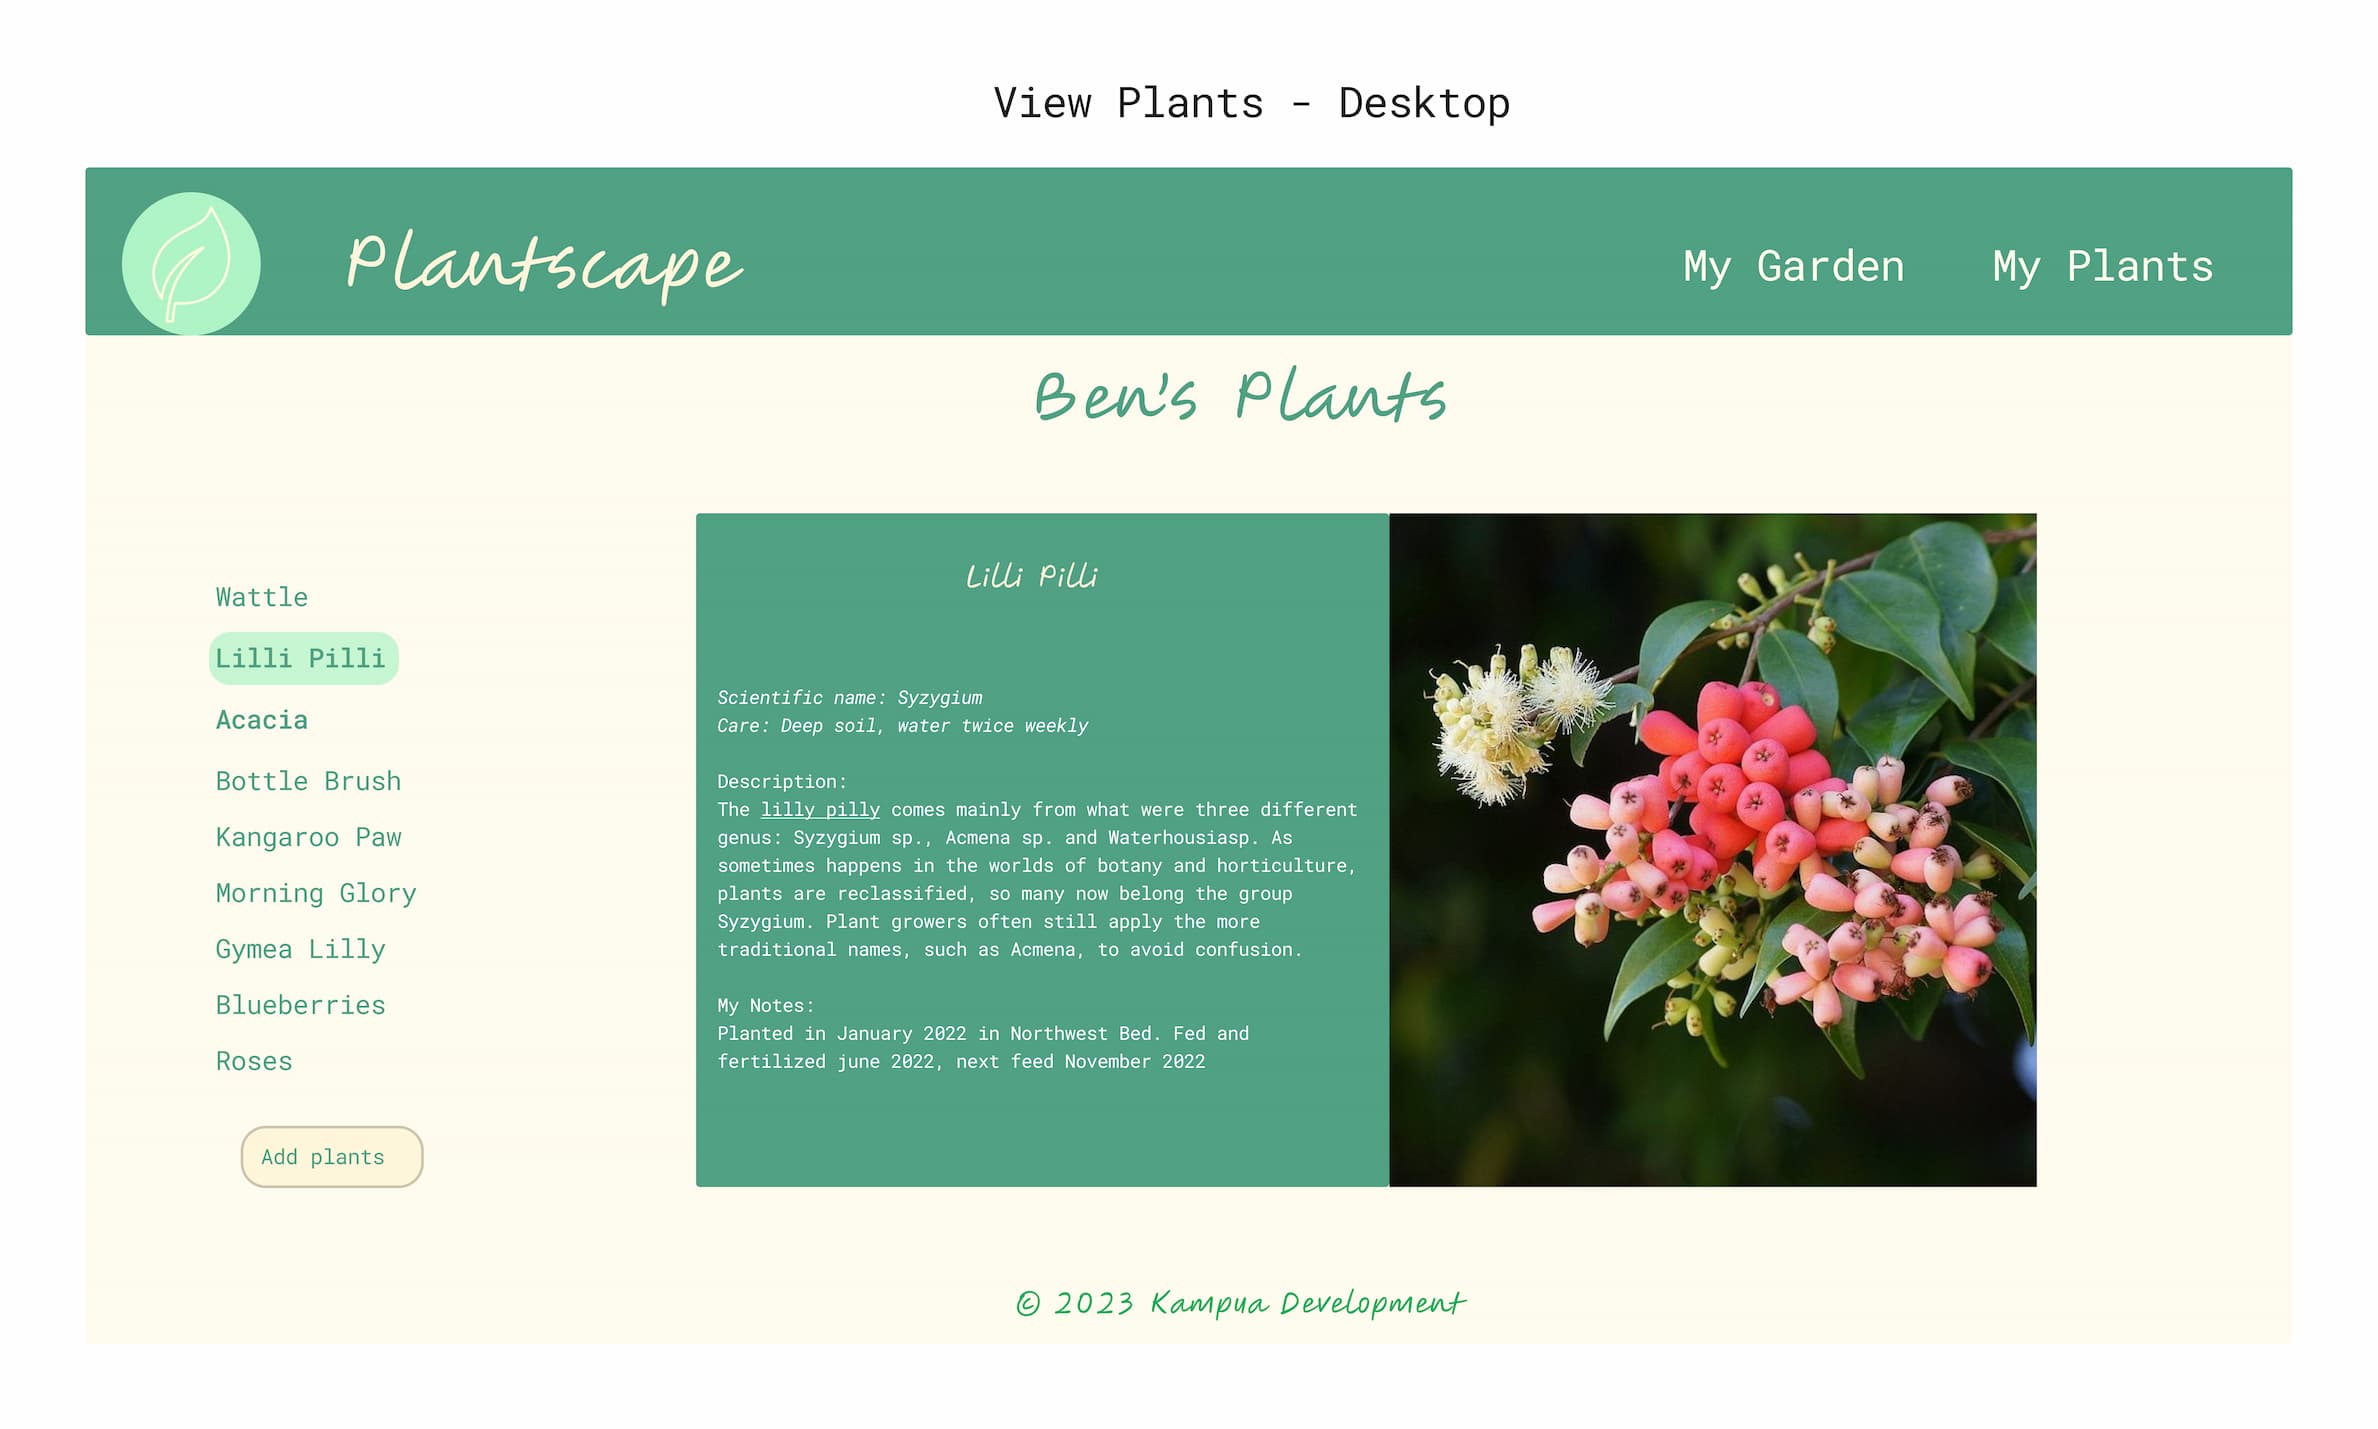 View Plants - Desktop
Plantscape
My Garden
My Plants
Ben's Plants
Wattle
Lilli Pilli
Acacia
Bottle Brush
Kangaroo Paw
Morning Glory
Gymea Lilly
Blueberries
Roses
Add plants
Lilli Pilli
Scientific name: Syzygium
Care: Deep soil, water twice weekly
Description:
The lilly pilly comes mainly from what were three different
genus: Syzygium sp., Acmena sp. and Waterhousiasp. As
sometimes happens in the worlds of botany and horticulture,
plants are reclassified, so many now belong the group
Syzygium. Plant growers often still apply the more
traditional names, such as Acmena, to avoid confusion.
My Notes:
Planted in January 2022 in Northwest Bed. Fed and
fertilized june 2022, next feed November 2022
© 2023 Kampua Development